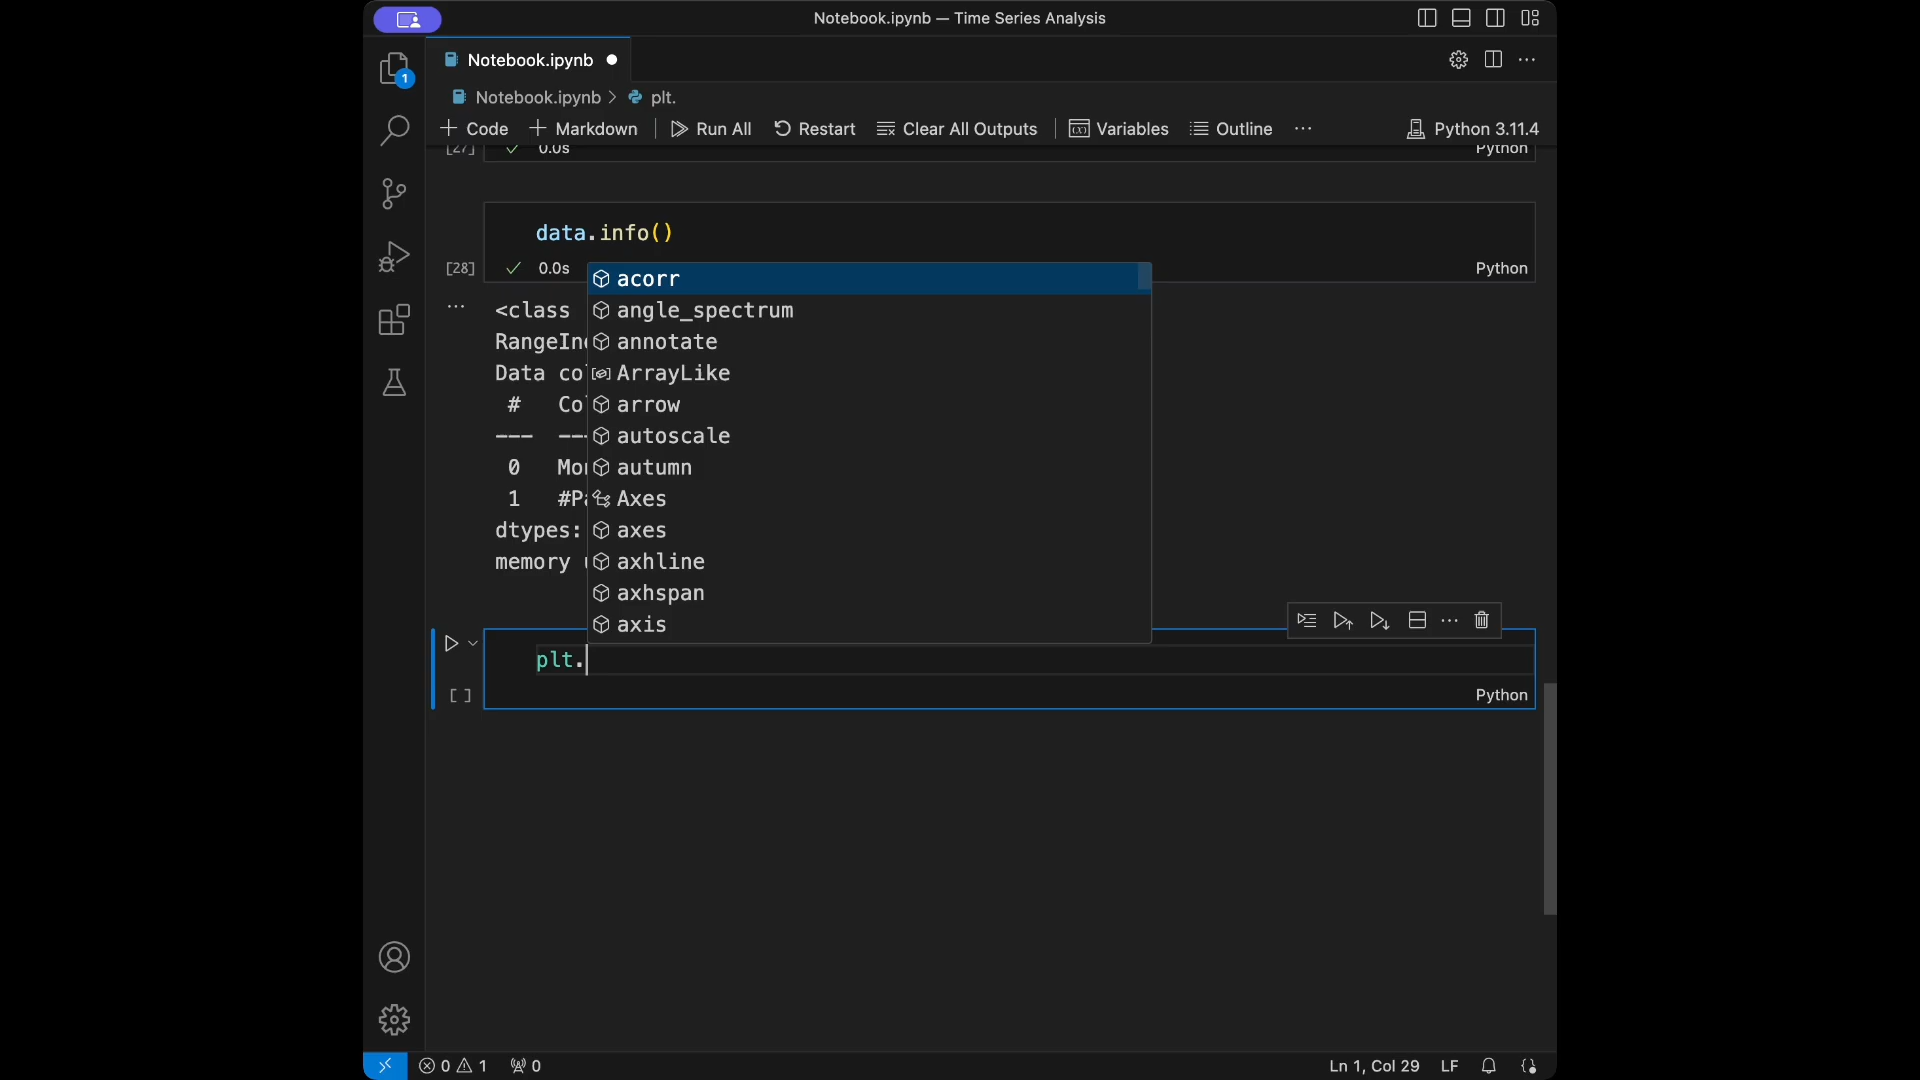 Notebook.ipynb — Time Series Analysis
Notebook.ipynb
1
Notebook.ipynb > plt.
Code Markdown Run All Restart Clear All Outputs Variables Outline ... Python 3.11.4
[27] 0.0s Python
data.info()
[28] 0.0s Python
acorr
<class angle_spectrum
RangeIn annotate
Data co ArrayLike
# Co arrow
--- --- autoscale
0 Mo autumn
1 #P Axes
dtypes: axes
memory axhline
axhspan
axis
plt.
[ ] Python
0 1 0 Ln 1, Col 29 LF